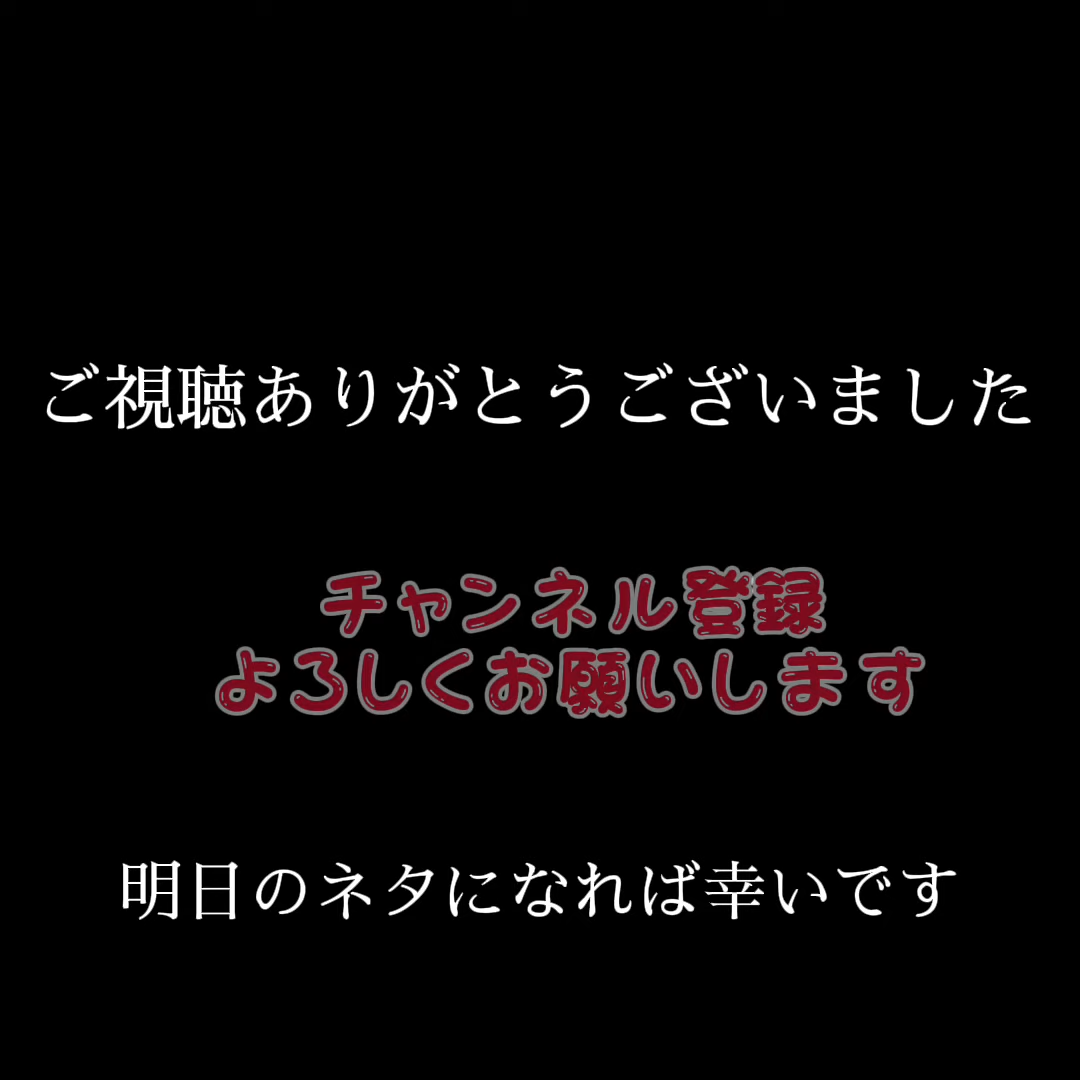 ご視聴ありがとうございました
チャンネル登録
よろしくお願いします
明日のネタになれば幸いです